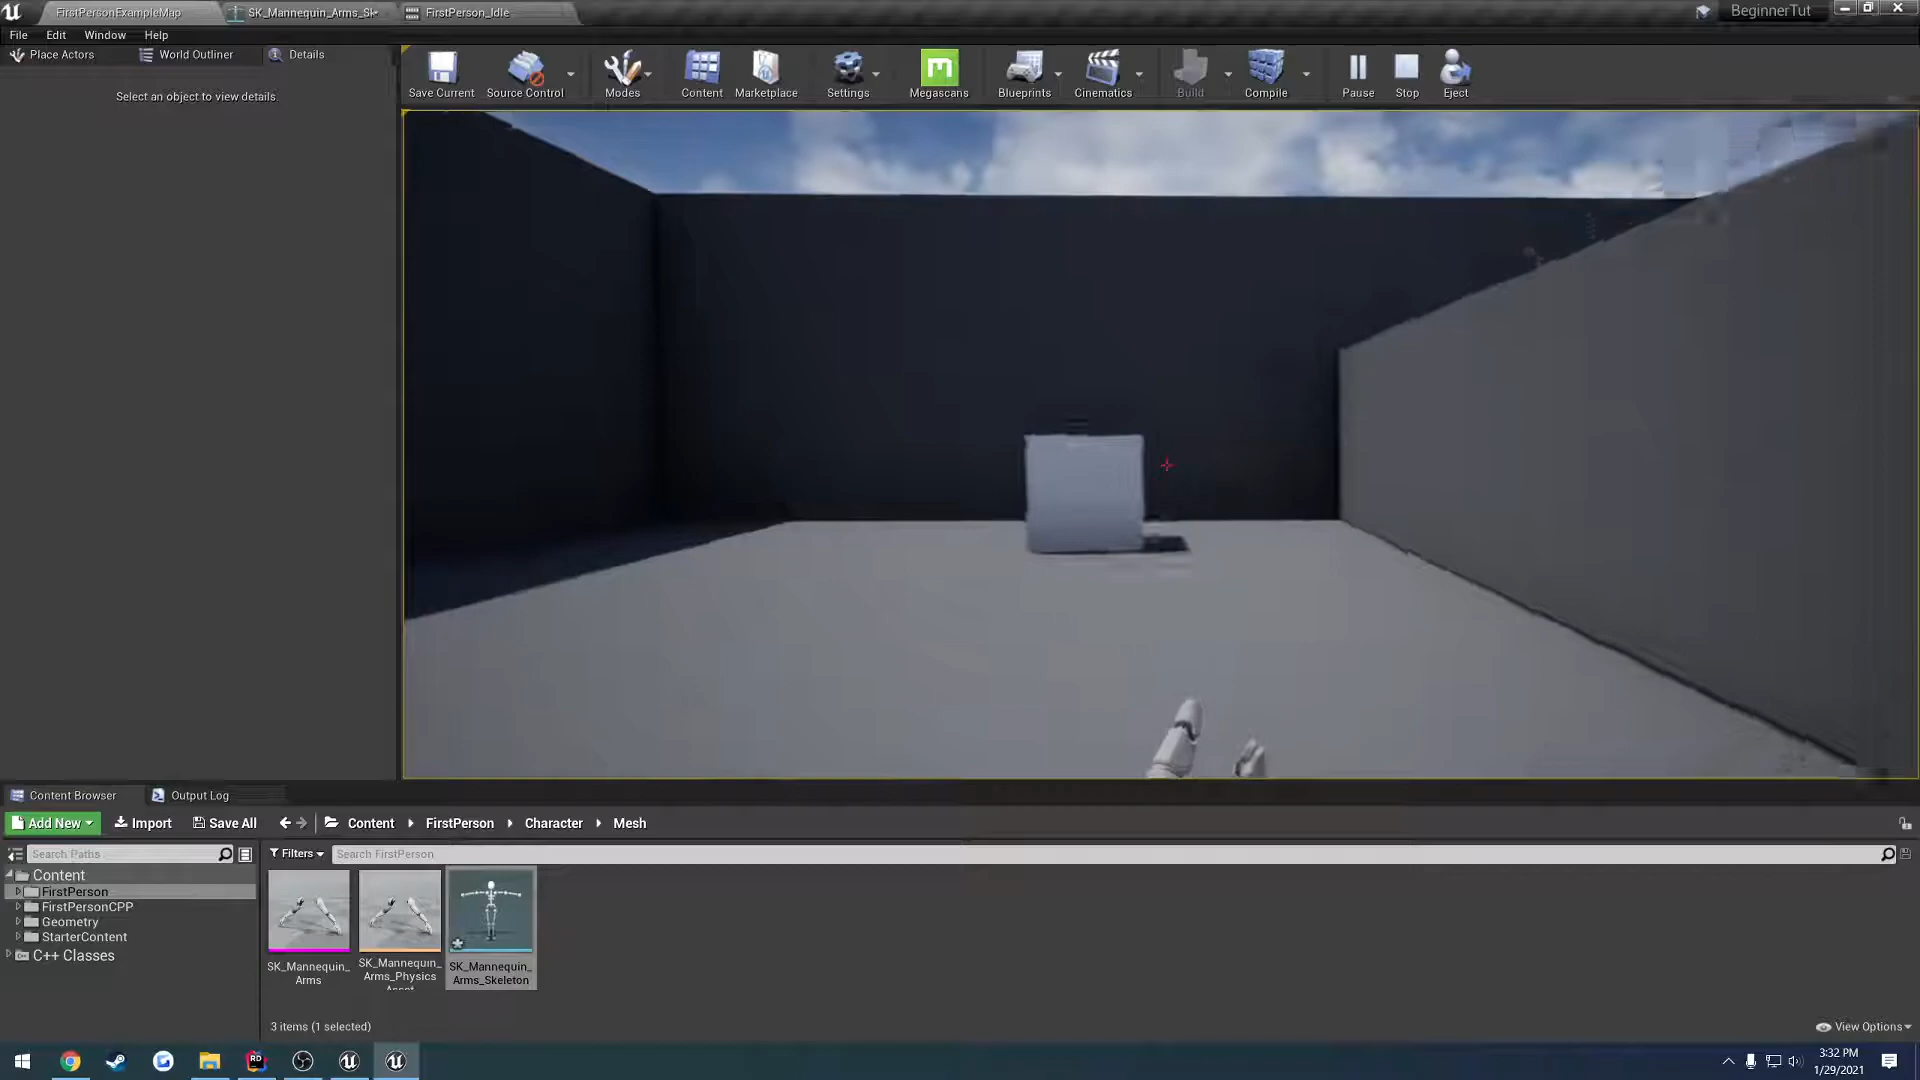 FirstPersonExampleMap
SK_Mannequin_Arms_Sk
FirstPerson_Idle
BeginnerTut
File Edit Window Help
Place Actors
World Outliner
Details
Select an object to view details.
Save Current
Source Control
Modes
Content
Marketplace
Settings
Megascans
Blueprints
Cinematics
Build
Compile
Pause
Stop
Eject
Content Browser
Output Log
Add New
Import
Save All
Content
FirstPerson
Character
Mesh
Search Paths
Filters
Search FirstPerson
Content
FirstPerson
FirstPersonCPP
Geometry
StarterContent
C++ Classes
SK_Mannequin_
Arms
SK_Mannequin_
Arms_Physics
Asset
SK_Mannequin_
Arms_Skeleton
3 items (1 selected)
View Options
RD
3:32 PM
1/29/2021